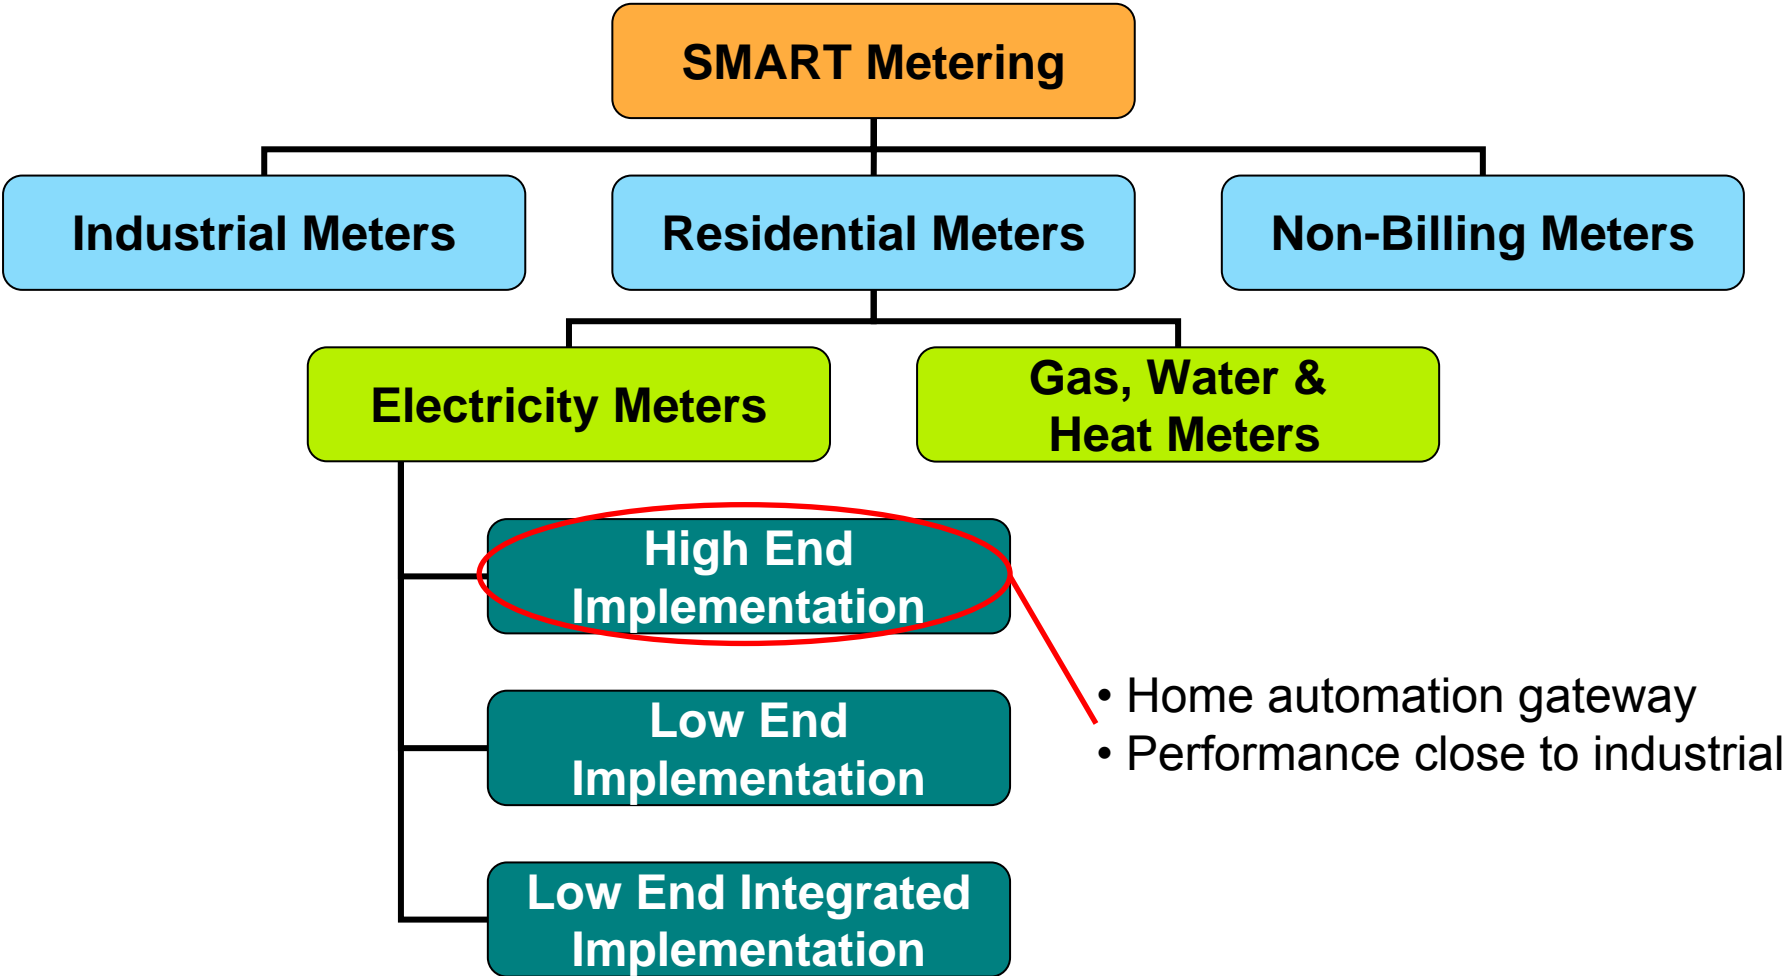 SMART Metering
Industrial Meters
Residential Meters
Non-Billing Meters
Electricity Meters
Gas, Water &
Heat Meters
High End
Implementation
• Home automation gateway
• Performance close to industrial
Low End
Implementation
Low End Integrated
Implementation